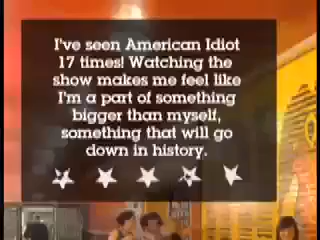 I've seen American Idiot
17 times! Watching the
show makes me feel like
I'm a part of something
bigger than myself,
something that will go
down in history.